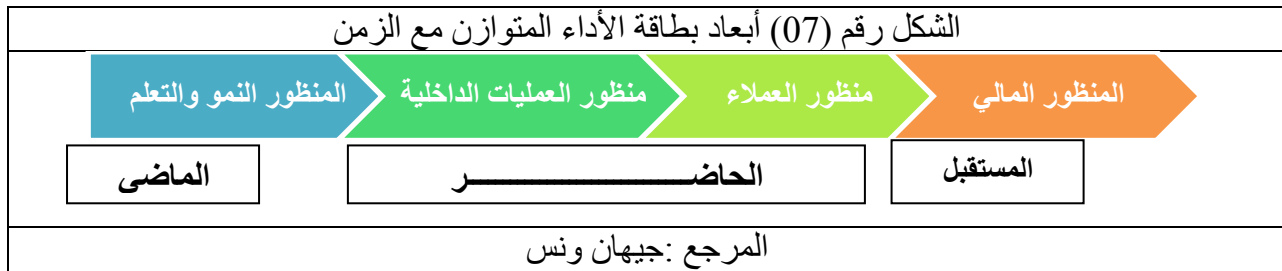 الشكل رقم (07) أبعاد بطاقة الأداء المتوازن مع الزمن
المنظور المالي
منظور العملاء
منظور العمليات الداخلية
المنظور النمو والتعلم
المستقبل
الحاضــــــــــــــــــــــــر
الماضى
المرجع :جيهان ونس